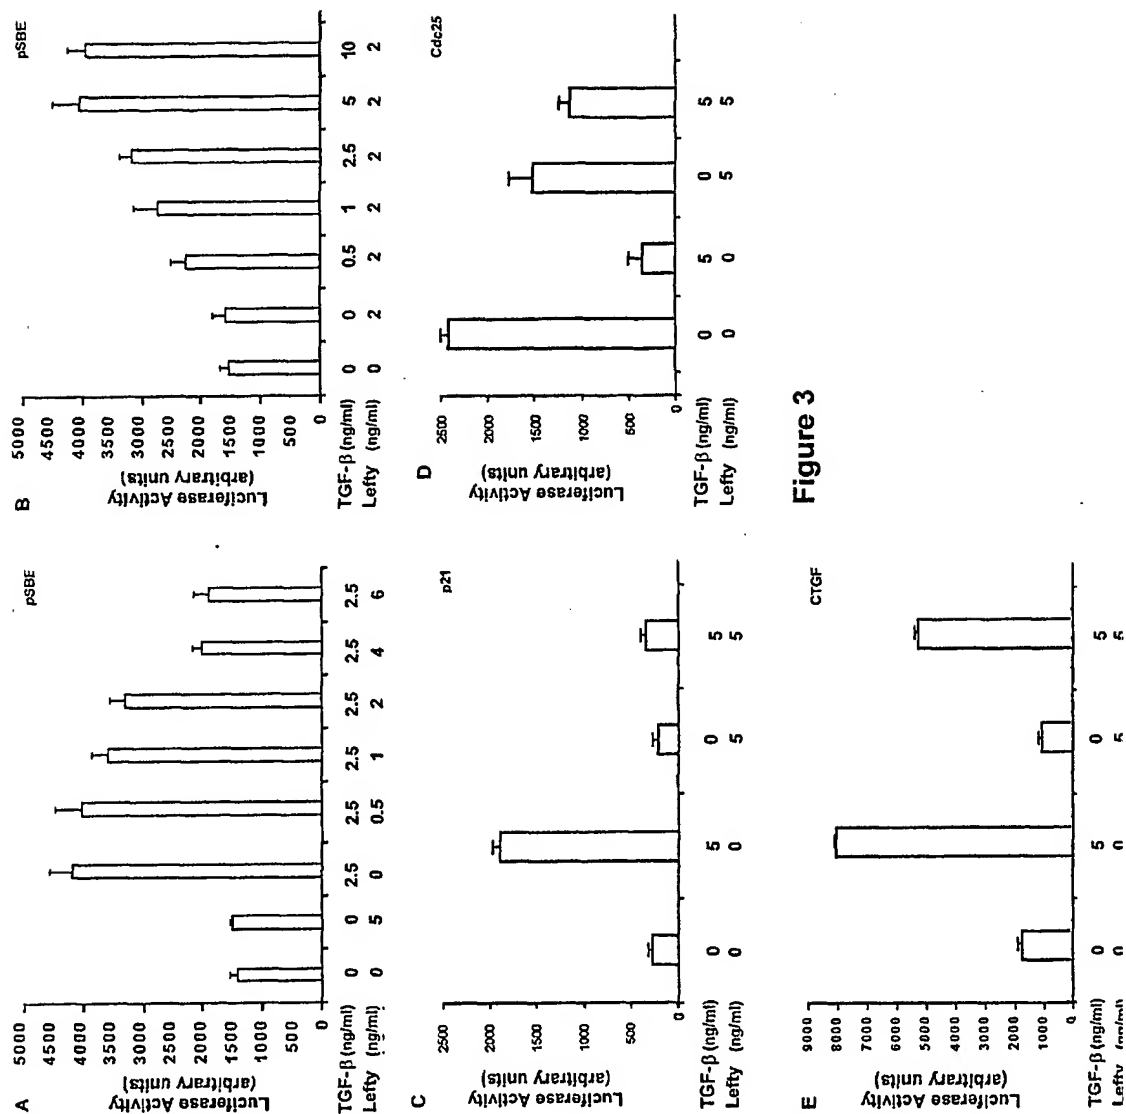 A
pSBE
5000
4500
4000
3500
3000
2500
2000
1500
1000
500
0
Luciferase Activity
(arbitrary units)
TGF-β (ng/ml) 0 0 2.5 2.5 2.5 2.5 2.5 2.5
Lefty (ng/ml) 0 5 0 0.5 1 2 4 6
B
pSBE
5000
4500
4000
3500
3000
2500
2000
1500
1000
500
0
Luciferase Activity
(arbitrary units)
TGF-β (ng/ml) 0 0 0.5 1 2.5 5 10
Lefty (ng/ml) 0 2 2 2 2 2 2
C
p21
2500
2000
1500
1000
500
0
Luciferase Activity
(arbitrary units)
TGF-β (ng/ml) 0 5 0 5
Lefty (ng/ml) 0 0 5 5
D
Cdc25
2500
2000
1500
1000
500
0
Luciferase Activity
(arbitrary units)
TGF-β (ng/ml) 0 5 0 5
Lefty (ng/ml) 0 0 5 5
E
CTGF
9000
8000
7000
6000
5000
4000
3000
2000
1000
0
Luciferase Activity
(arbitrary units)
TGF-β (ng/ml) 0 5 0 5
Lefty (ng/ml) 0 0 5 5
Figure 3